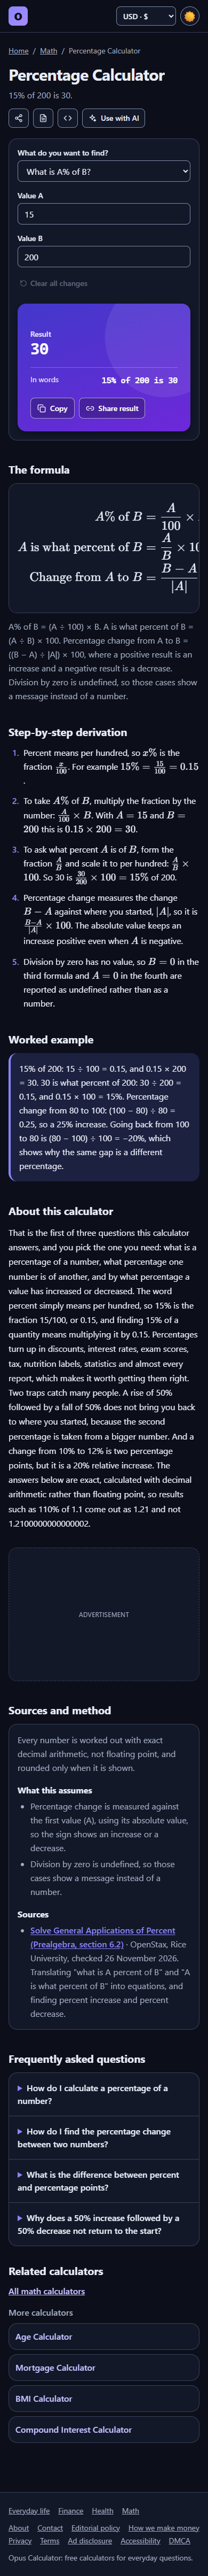 O
USD · $
Home / Math / Percentage Calculator
Percentage Calculator
15% of 200 is 30.
Use with AI
What do you want to find?
What is A% of B?
Value A
15
Value B
200
Clear all changes
Result
30
In words
15% of 200 is 30
Copy
Share result
The formula
A% of B = A/100 ×
A is what percent of B = A/B × 10
Change from A to B = B − A/|A|
A% of B = (A ÷ 100) × B. A is what percent of B =
(A ÷ B) × 100. Percentage change from A to B =
((B − A) ÷ |A|) × 100, where a positive result is an
increase and a negative result is a decrease.
Division by zero is undefined, so those cases show
a message instead of a number.
Step-by-step derivation
1. Percent means per hundred, so x% is the
fraction x/100. For example 15% = 15/100 = 0.15
.
2. To take A% of B, multiply the fraction by the
number: A/100 × B. With A = 15 and B =
200 this is 0.15 × 200 = 30.
3. To ask what percent A is of B, form the
fraction A/B and scale it to per hundred: A/B ×
100. So 30 is 30/200 × 100 = 15% of 200.
4. Percentage change measures the change
B − A against where you started, |A|, so it is
B−A/|A| × 100. The absolute value keeps an
increase positive even when A is negative.
5. Division by zero has no value, so B = 0 in the
third formula and A = 0 in the fourth are
reported as undefined rather than as a
number.
Worked example
15% of 200: 15 ÷ 100 = 0.15, and 0.15 × 200
= 30. 30 is what percent of 200: 30 ÷ 200 =
0.15, and 0.15 × 100 = 15%. Percentage
change from 80 to 100: (100 − 80) ÷ 80 =
0.25, so a 25% increase. Going back from 100
to 80 is (80 − 100) ÷ 100 = −20%, which
shows why the same gap is a different
percentage.
About this calculator
That is the first of three questions this calculator
answers, and you pick the one you need: what is a
percentage of a number, what percentage one
number is of another, and by what percentage a
value has increased or decreased. The word
percent simply means per hundred, so 15% is the
fraction 15/100, or 0.15, and finding 15% of a
quantity means multiplying it by 0.15. Percentages
turn up in discounts, interest rates, exam scores,
tax, nutrition labels, statistics and almost every
report, which makes it worth getting them right.
Two traps catch many people. A rise of 50%
followed by a fall of 50% does not bring you back
to where you started, because the second
percentage is taken from a bigger number. And a
change from 10% to 12% is two percentage
points, but it is a 20% relative increase. The
answers below are exact, calculated with decimal
arithmetic rather than floating point, so results
such as 110% of 1.1 come out as 1.21 and not
1.2100000000000002.
ADVERTISEMENT
Sources and method
Every number is worked out with exact
decimal arithmetic, not floating point, and
rounded only when it is shown.
What this assumes
• Percentage change is measured against
the first value (A), using its absolute value,
so the sign shows an increase or a
decrease.
• Division by zero is undefined, so those
cases show a message instead of a
number.
Sources
• Solve General Applications of Percent
(Prealgebra, section 6.2) · OpenStax, Rice
University, checked 26 November 2026.
Translating "what is A percent of B" and "A
is what percent of B" into equations, and
finding percent increase and percent
decrease.
Frequently asked questions
How do I calculate a percentage of a
number?
How do I find the percentage change
between two numbers?
What is the difference between percent
and percentage points?
Why does a 50% increase followed by a
50% decrease not return to the start?
Related calculators
All math calculators
More calculators
Age Calculator
Mortgage Calculator
BMI Calculator
Compound Interest Calculator
Everyday life Finance Health Math
About Contact Editorial policy How we make money
Privacy Terms Ad disclosure Accessibility DMCA
Opus Calculator: free calculators for everyday questions.